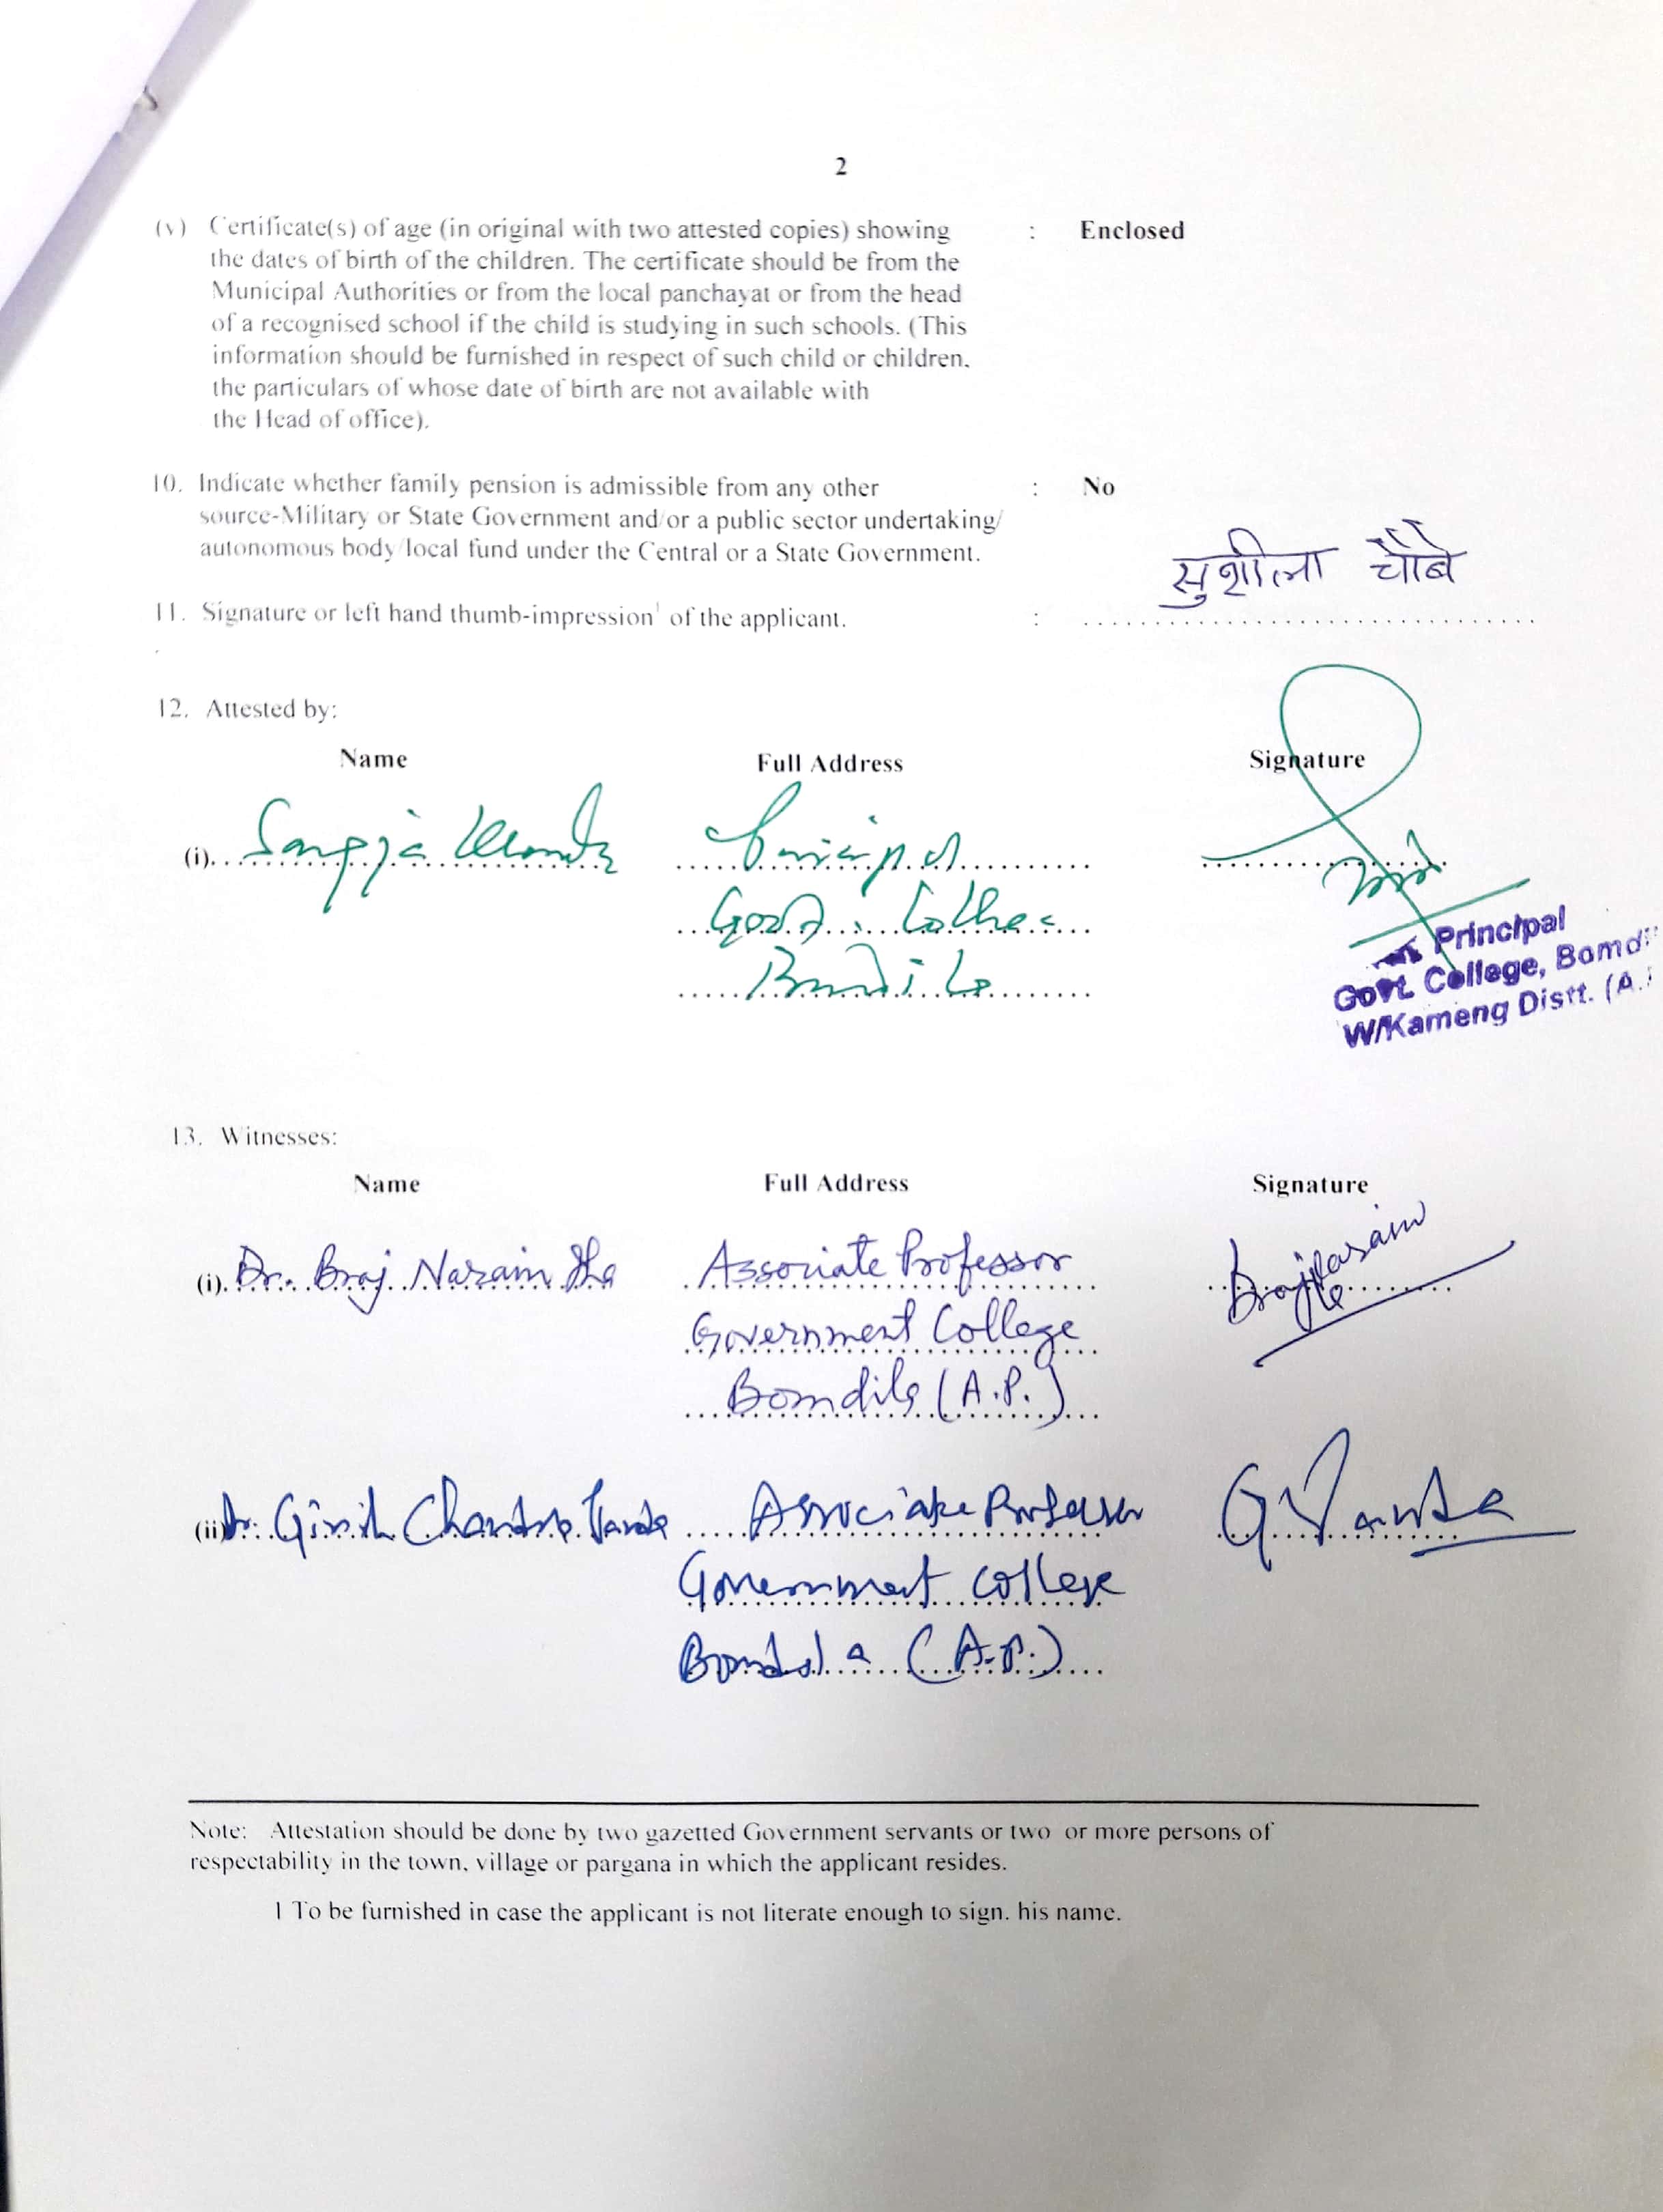 2
(v) Certificate(s) of age (in original with two attested copies) showing : Enclosed
the dates of birth of the children. The certificate should be from the
Municipal Authorities or from the local panchayat or from the head
of a recognised school if the child is studying in such schools. (This
information should be furnished in respect of such child or children.
the particulars of whose date of birth are not available with
the Head of office).
10. Indicate whether family pension is admissible from any other : No
source-Military or State Government and/or a public sector undertaking/
autonomous body/local fund under the Central or a State Government.
सुशीला चौबे
11. Signature or left hand thumb-impression¹ of the applicant. :
12. Attested by:
Name Full Address Signature
(i) Principal
Govt. College
Bomdila
Principal
Govt. College, Bomdi
W/Kameng Distt. (A.
13. Witnesses:
Name Full Address Signature
(i) Dr. Braj Narain Jha Associate Professor Brajnarain
Government College
Bomdila (A.P.)
(ii) Dr. Girish Chandra Associate Professor
Government College
Bomdila (A.P.)
Note: Attestation should be done by two gazetted Government servants or two or more persons of
respectability in the town, village or pargana in which the applicant resides.
1 To be furnished in case the applicant is not literate enough to sign. his name.